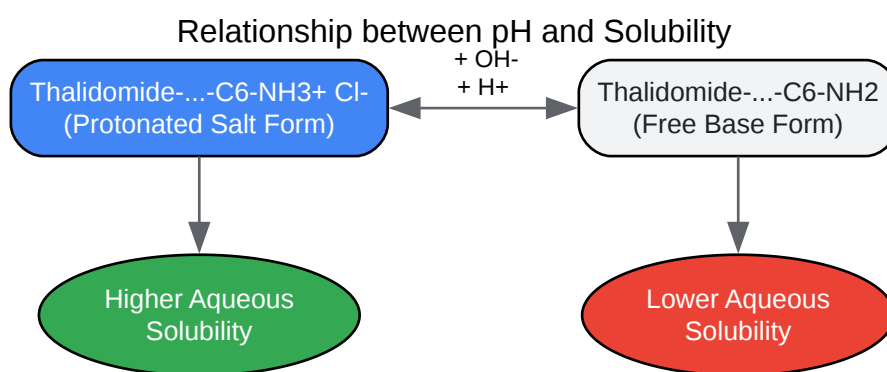 Relationship between pH and Solubility
+ OH-
+ H+
Thalidomide-...-C6-NH3+ Cl-
(Protonated Salt Form)
Thalidomide-...-C6-NH2
(Free Base Form)
Higher Aqueous
Solubility
Lower Aqueous
Solubility